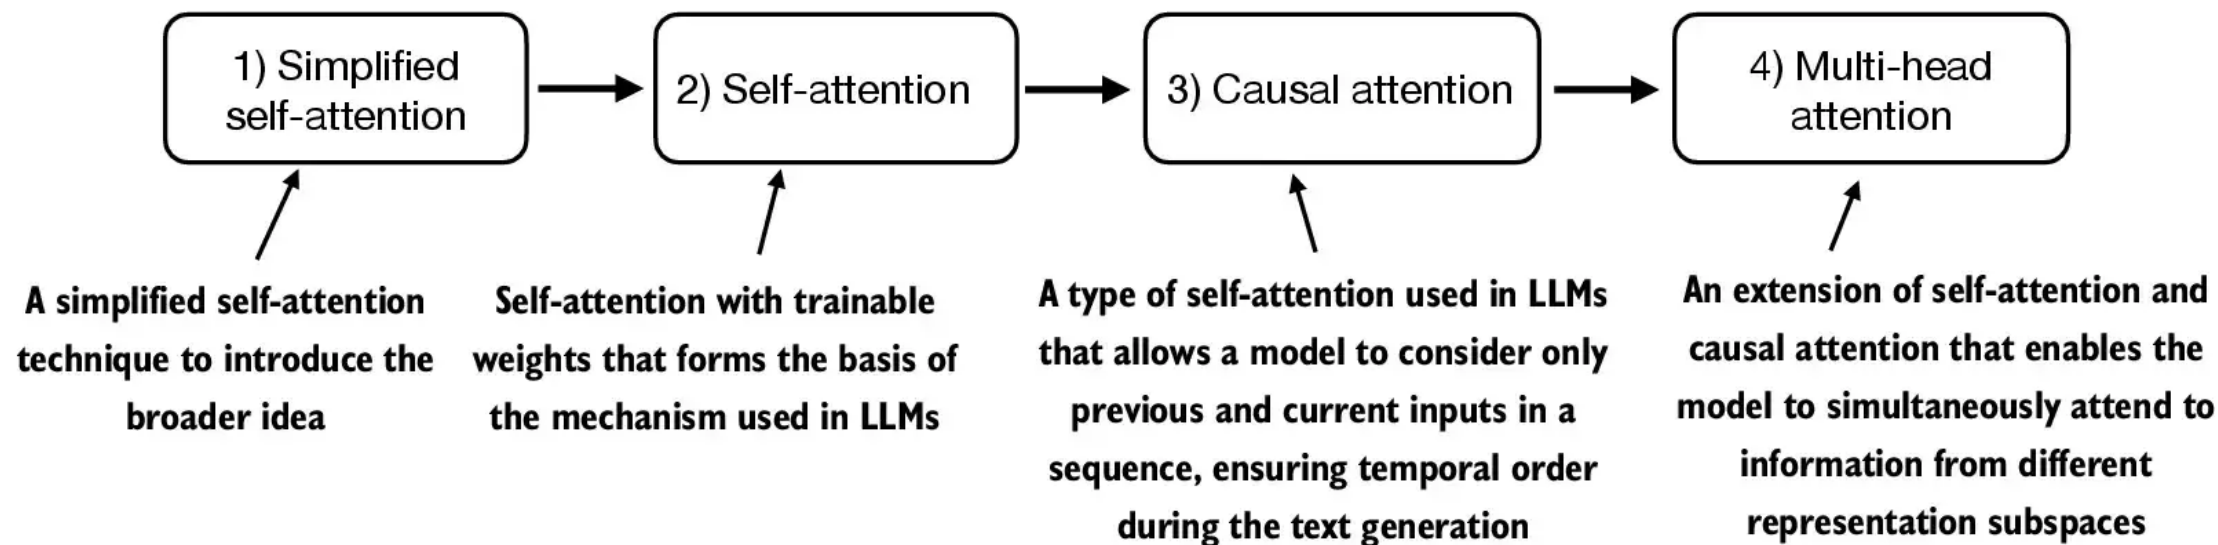 1) Simplified
self-attention
2) Self-attention
3) Causal attention
4) Multi-head
attention
A simplified self-attention
technique to introduce the
broader idea
Self-attention with trainable
weights that forms the basis of
the mechanism used in LLMs
A type of self-attention used in LLMs
that allows a model to consider only
previous and current inputs in a
sequence, ensuring temporal order
during the text generation
An extension of self-attention and
causal attention that enables the
model to simultaneously attend to
information from different
representation subspaces